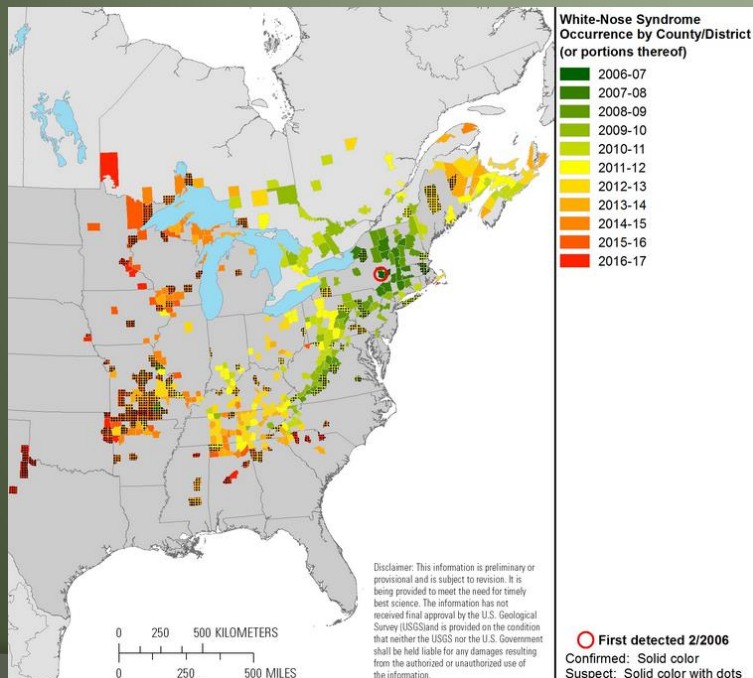 White-Nose Syndrome
Occurrence by County/District
(or portions thereof)
2006-07
2007-08
2008-09
2009-10
2010-11
2011-12
2012-13
2013-14
2014-15
2015-16
2016-17
Disclaimer: This information is preliminary or
provisional and is subject to revision. It is
being provided to meet the need for timely
best science. The information has not
received final approval by the U.S. Geological
Survey (USGS)and is provided on the condition
that neither the USGS nor the U.S. Government
shall be held liable for any damages resulting
from the authorized or unauthorized use of
the information.
0 250 500 KILOMETERS
0 250 500 MILES
First detected 2/2006
Confirmed: Solid color
Suspect: Solid color with dots